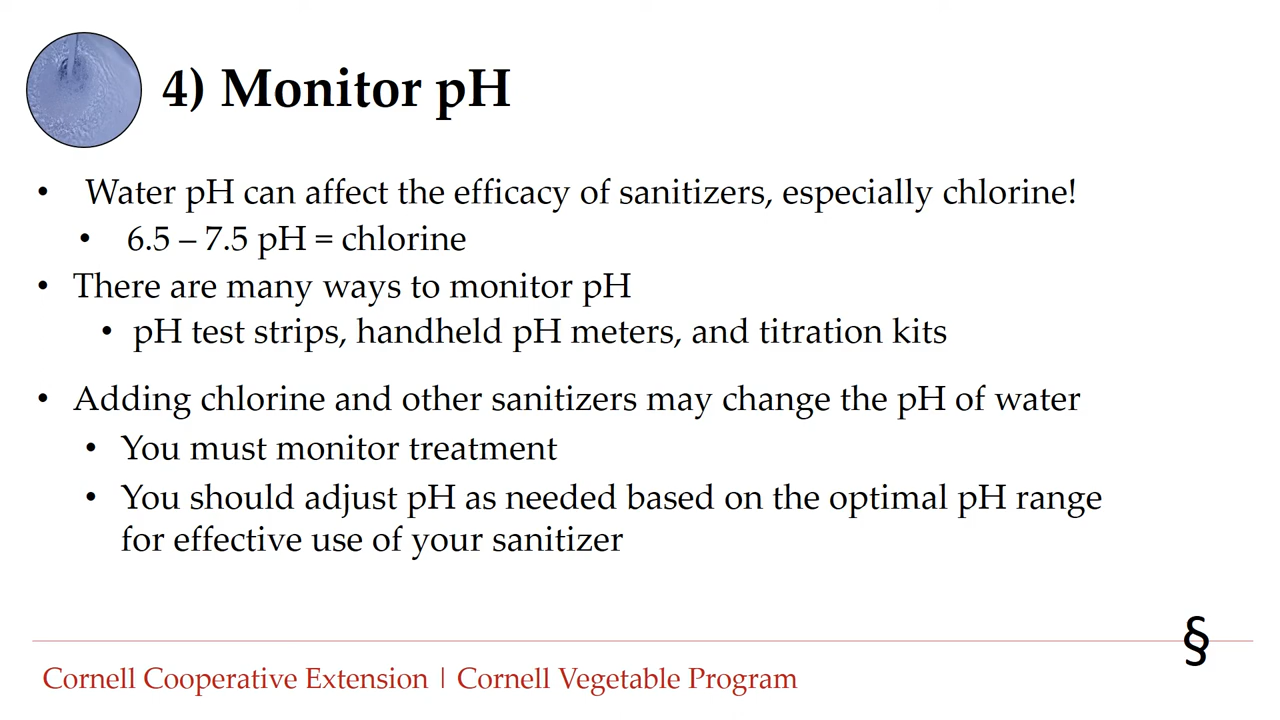 4) Monitor pH
• Water pH can affect the efficacy of sanitizers, especially chlorine!
• 6.5 – 7.5 pH = chlorine
• There are many ways to monitor pH
• pH test strips, handheld pH meters, and titration kits
• Adding chlorine and other sanitizers may change the pH of water
• You must monitor treatment
• You should adjust pH as needed based on the optimal pH range
for effective use of your sanitizer
§
Cornell Cooperative Extension | Cornell Vegetable Program